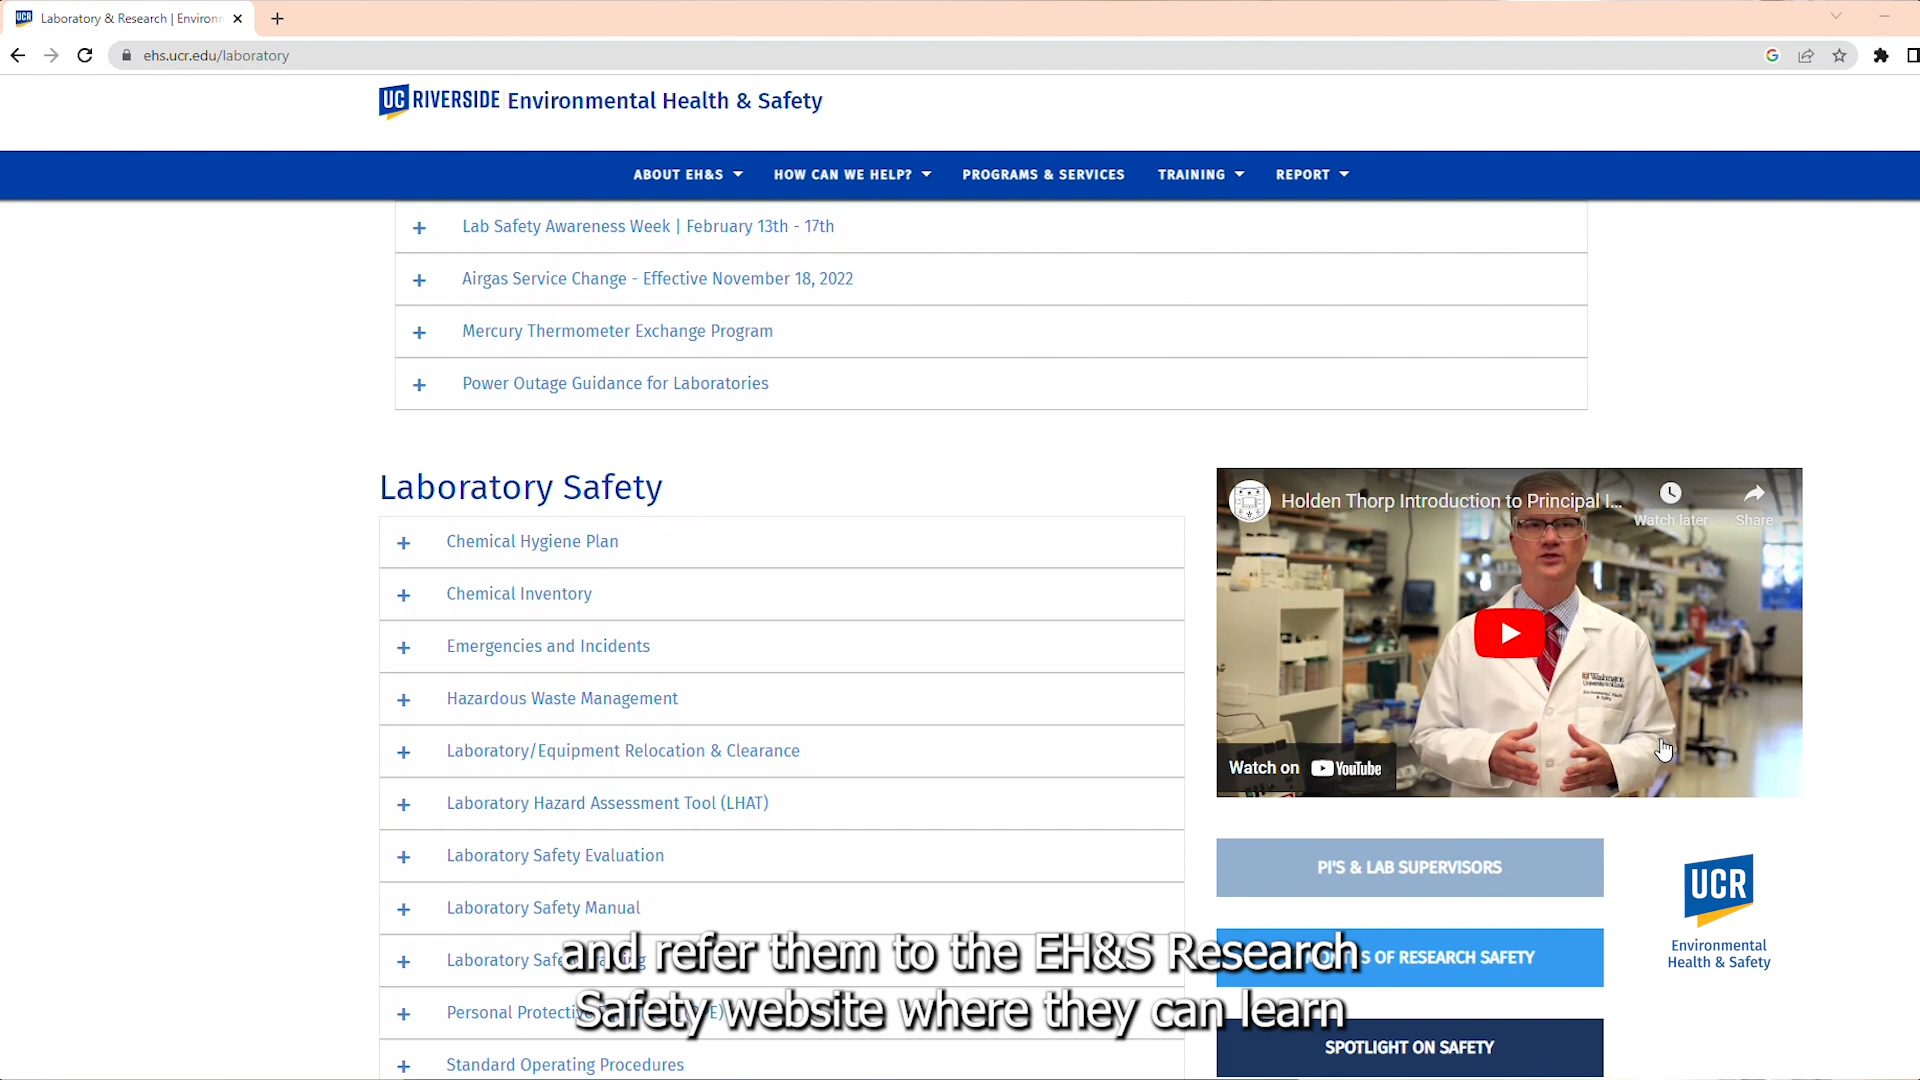 Laboratory & Research | Environ
ehs.ucr.edu/laboratory
UC RIVERSIDE Environmental Health & Safety
ABOUT EH&S HOW CAN WE HELP? PROGRAMS & SERVICES TRAINING REPORT
Lab Safety Awareness Week | February 13th - 17th
Airgas Service Change - Effective November 18, 2022
Mercury Thermometer Exchange Program
Power Outage Guidance for Laboratories
Laboratory Safety
Chemical Hygiene Plan
Chemical Inventory
Emergencies and Incidents
Hazardous Waste Management
Laboratory/Equipment Relocation & Clearance
Laboratory Hazard Assessment Tool (LHAT)
Laboratory Safety Evaluation
Laboratory Safety Manual
Laboratory
Personal
Standard Operating Procedures
Holden Thorp Introduction to Principal I...
Watch later Share
Washington
Watch on YouTube
PI'S & LAB SUPERVISORS
OF RESEARCH SAFETY
SPOTLIGHT ON SAFETY
UCR
Environmental
Health & Safety
and refer them to the EH&S Research
Safety website where they can learn